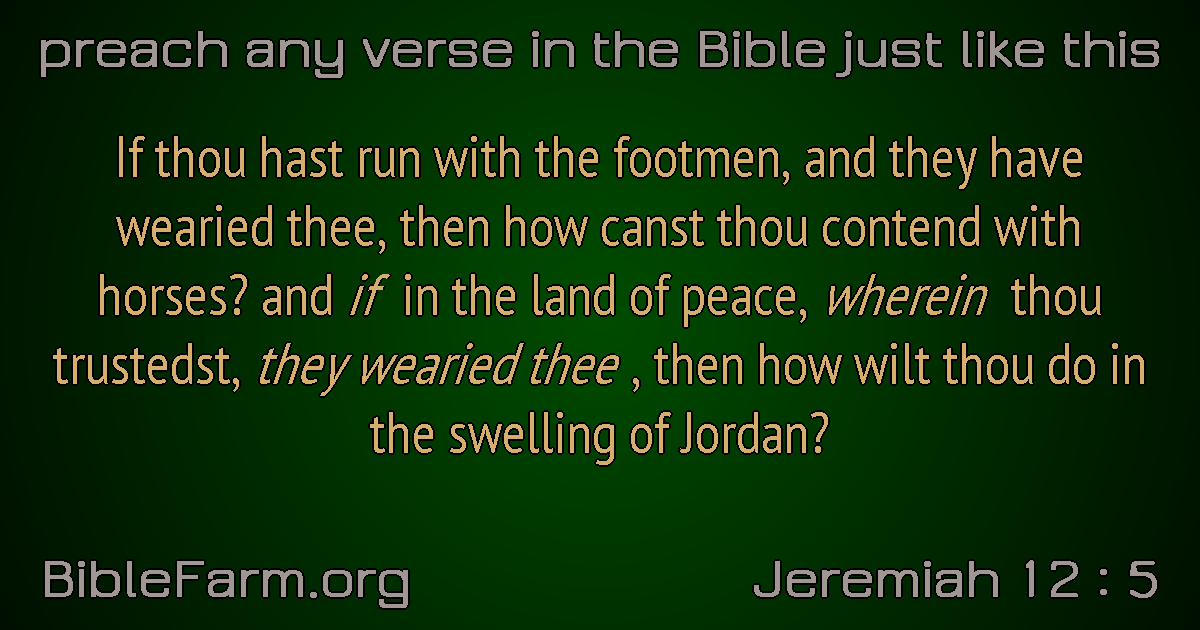 preach any verse in the Bible just like this
If thou hast run with the footmen, and they have
wearied thee, then how canst thou contend with
horses? and if in the land of peace, wherein thou
trustedst, they wearied thee , then how wilt thou do in
the swelling of Jordan?
BibleFarm.org
Jeremiah 12 : 5